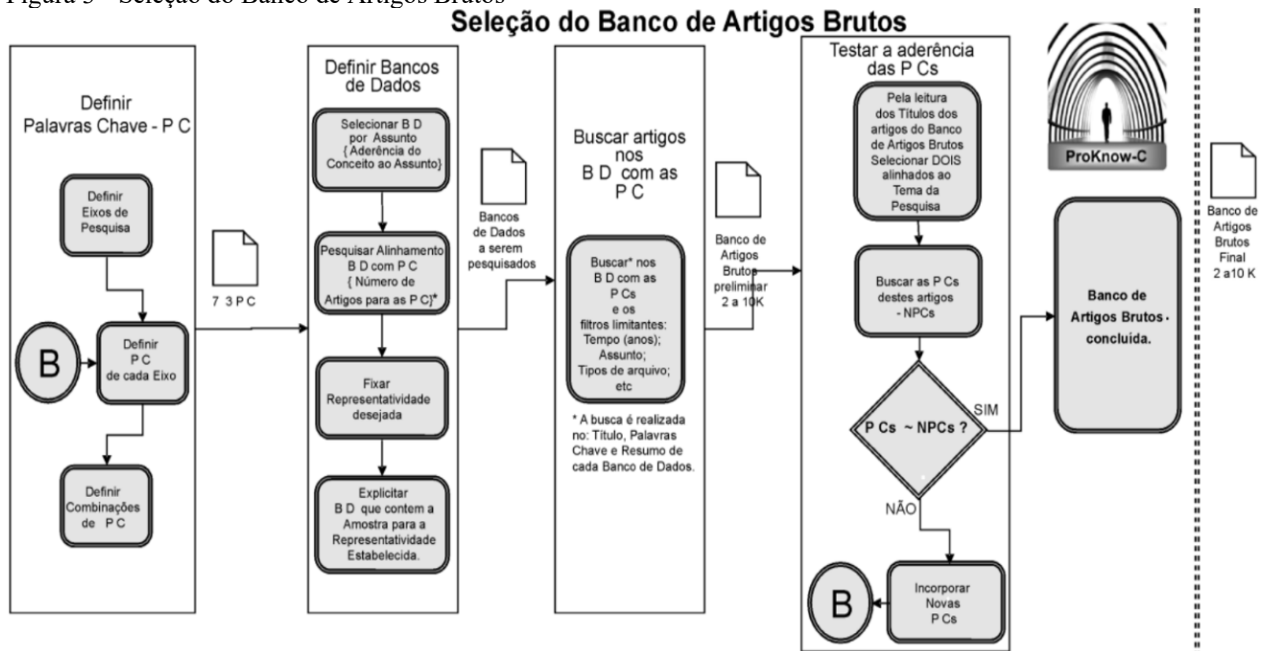 Figura 3 - Seleção do Banco de Artigos Brutos
Seleção do Banco de Artigos Brutos
Definir
Palavras Chave - P C
Definir
Eixos de
Pesquisa
B
Definir
P C
de cada Eixo
Definir
Combinações
de P C
7 3 P C
Definir Bancos
de Dados
Selecionar B D
por Assunto
{ Aderência do
Conceito ao Assunto}
Pesquisar Alinhamento
B D com P C
{ Número de
Artigos para as P C}*
Fixar
Representatividade
desejada
Explicitar
B D que contem a
Amostra para a
Representatividade
Estabelecida.
Bancos
de Dados
a serem
pesquisados
Buscar artigos
nos
B D com as
P C
Buscar* nos
B D com as
P Cs
e os
filtros limitantes:
Tempo (anos);
Assunto;
Tipos de arquivo;
etc
* A busca é realizada
no: Título, Palavras
Chave e Resumo de
cada Banco de Dados.
Banco de
Artigos
Brutos
preliminar
2 a 10K
Testar a aderência
das P Cs
Pela leitura
dos Títulos dos
artigos do Banco
de Artigos Brutos
Selecionar DOIS
alinhados ao
Tema da
Pesquisa
Buscar as P Cs
destes artigos
- NPCs
P Cs ~ NPCs ?
SIM
NÃO
Incorporar
Novas
P Cs
B
ProKnow-C
Banco de
Artigos Brutos -
concluída.
Banco de
Artigos
Brutos
Final
2 a10 K